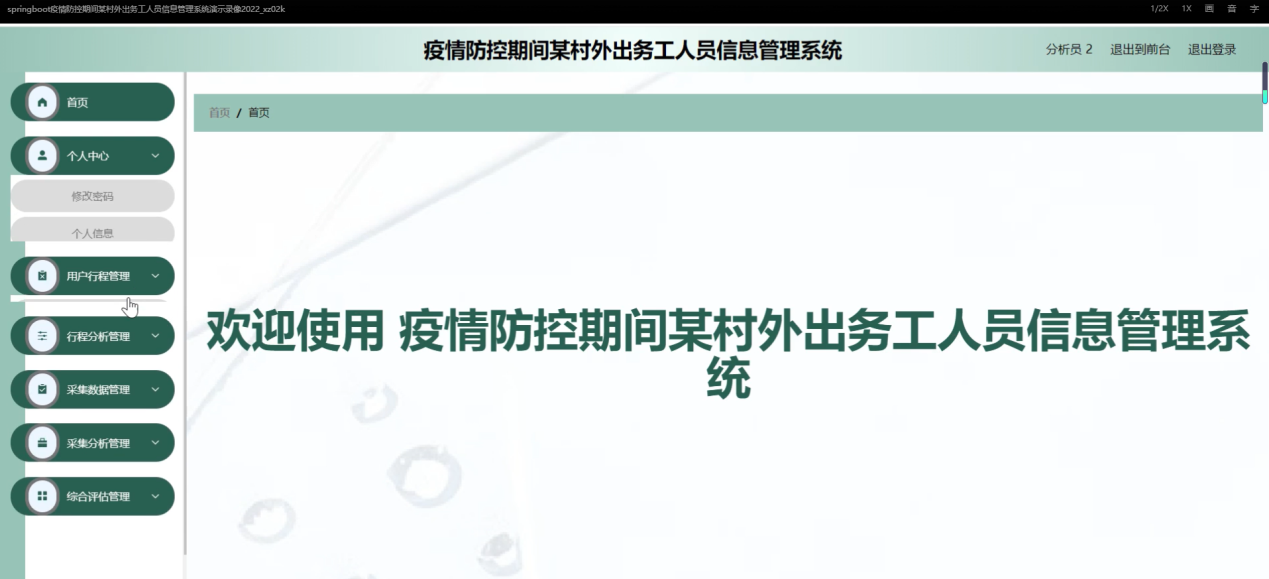 springboot疫情防控期间某村外出务工人员信息管理系统演示录像2022_xz02k
1/2X 1X 画 音 字
疫情防控期间某村外出务工人员信息管理系统
分析员 2 退出到前台 退出登录
首页
首页 / 首页
个人中心
修改密码
个人信息
用户行程管理
行程分析管理
采集数据管理
采集分析管理
综合评估管理
欢迎使用 疫情防控期间某村外出务工人员信息管理系
统